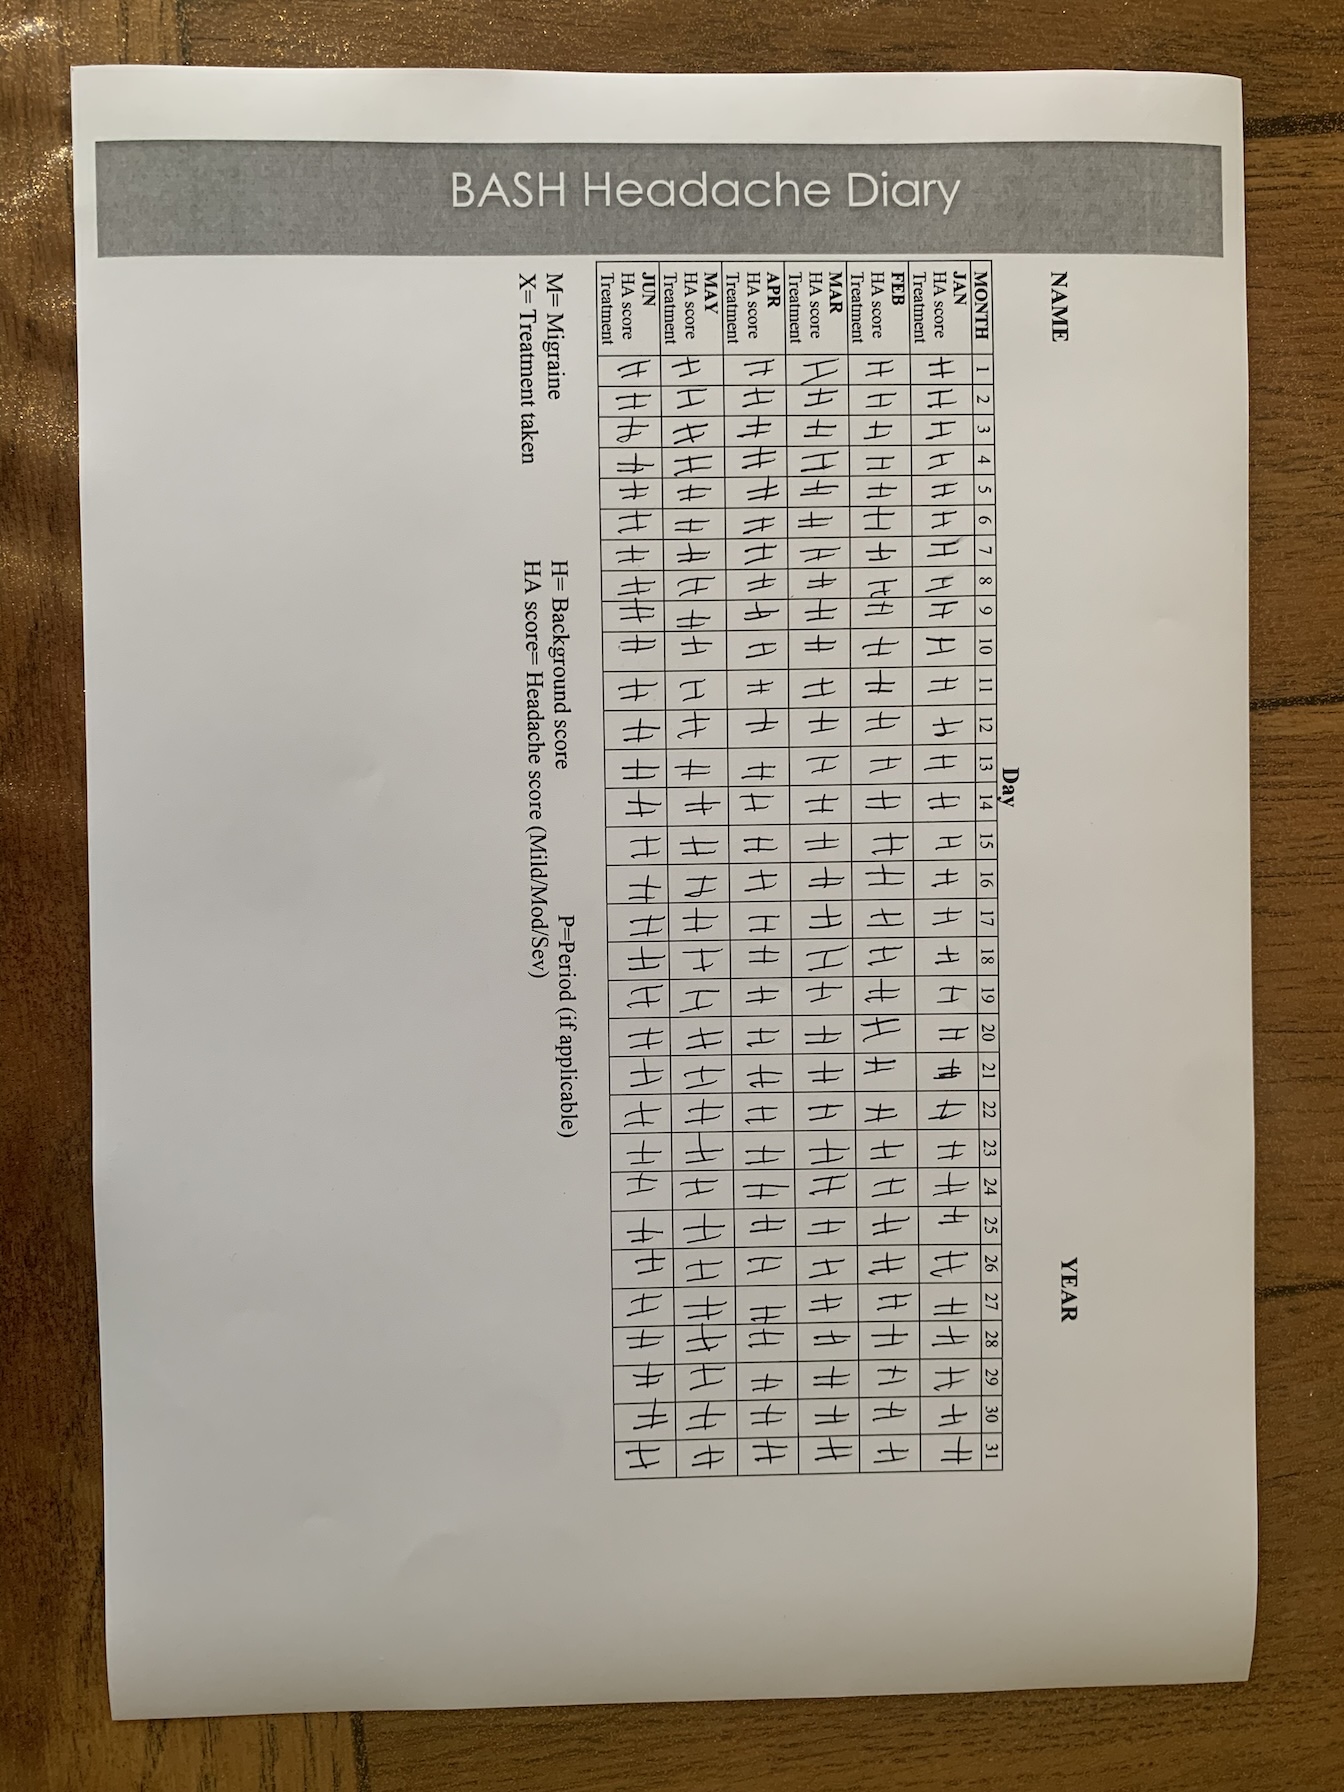 BASH Headache Diary
NAME YEAR
Day
MONTH 1 2 3 4 5 6 7 8 9 10 11 12 13 14 15 16 17 18 19 20 21 22 23 24 25 26 27 28 29 30 31
JAN
HA score H H H H H H H H H H H H H H H H H H H H H H H H H H H H H H H
Treatment
FEB
HA score H H H H H H H H H H H H H H H H H H H H H H H H H H H H H H H
Treatment
MAR
HA score H H H H H H H H H H H H H H H H H H H H H H H H H H H H H H H
Treatment
APR
HA score H H H H H H H H H H H H H H H H H H H H H H H H H H H H H H H
Treatment
MAY
HA score H H H H H H H H H H H H H H H H H H H H H H H H H H H H H H H
Treatment
JUN
HA score H H H H H H H H H H H H H H H H H H H H H H H H H H H H H H H
Treatment
M= Migraine H= Background score P=Period (if applicable)
X= Treatment taken HA score= Headache score (Mild/Mod/Sev)